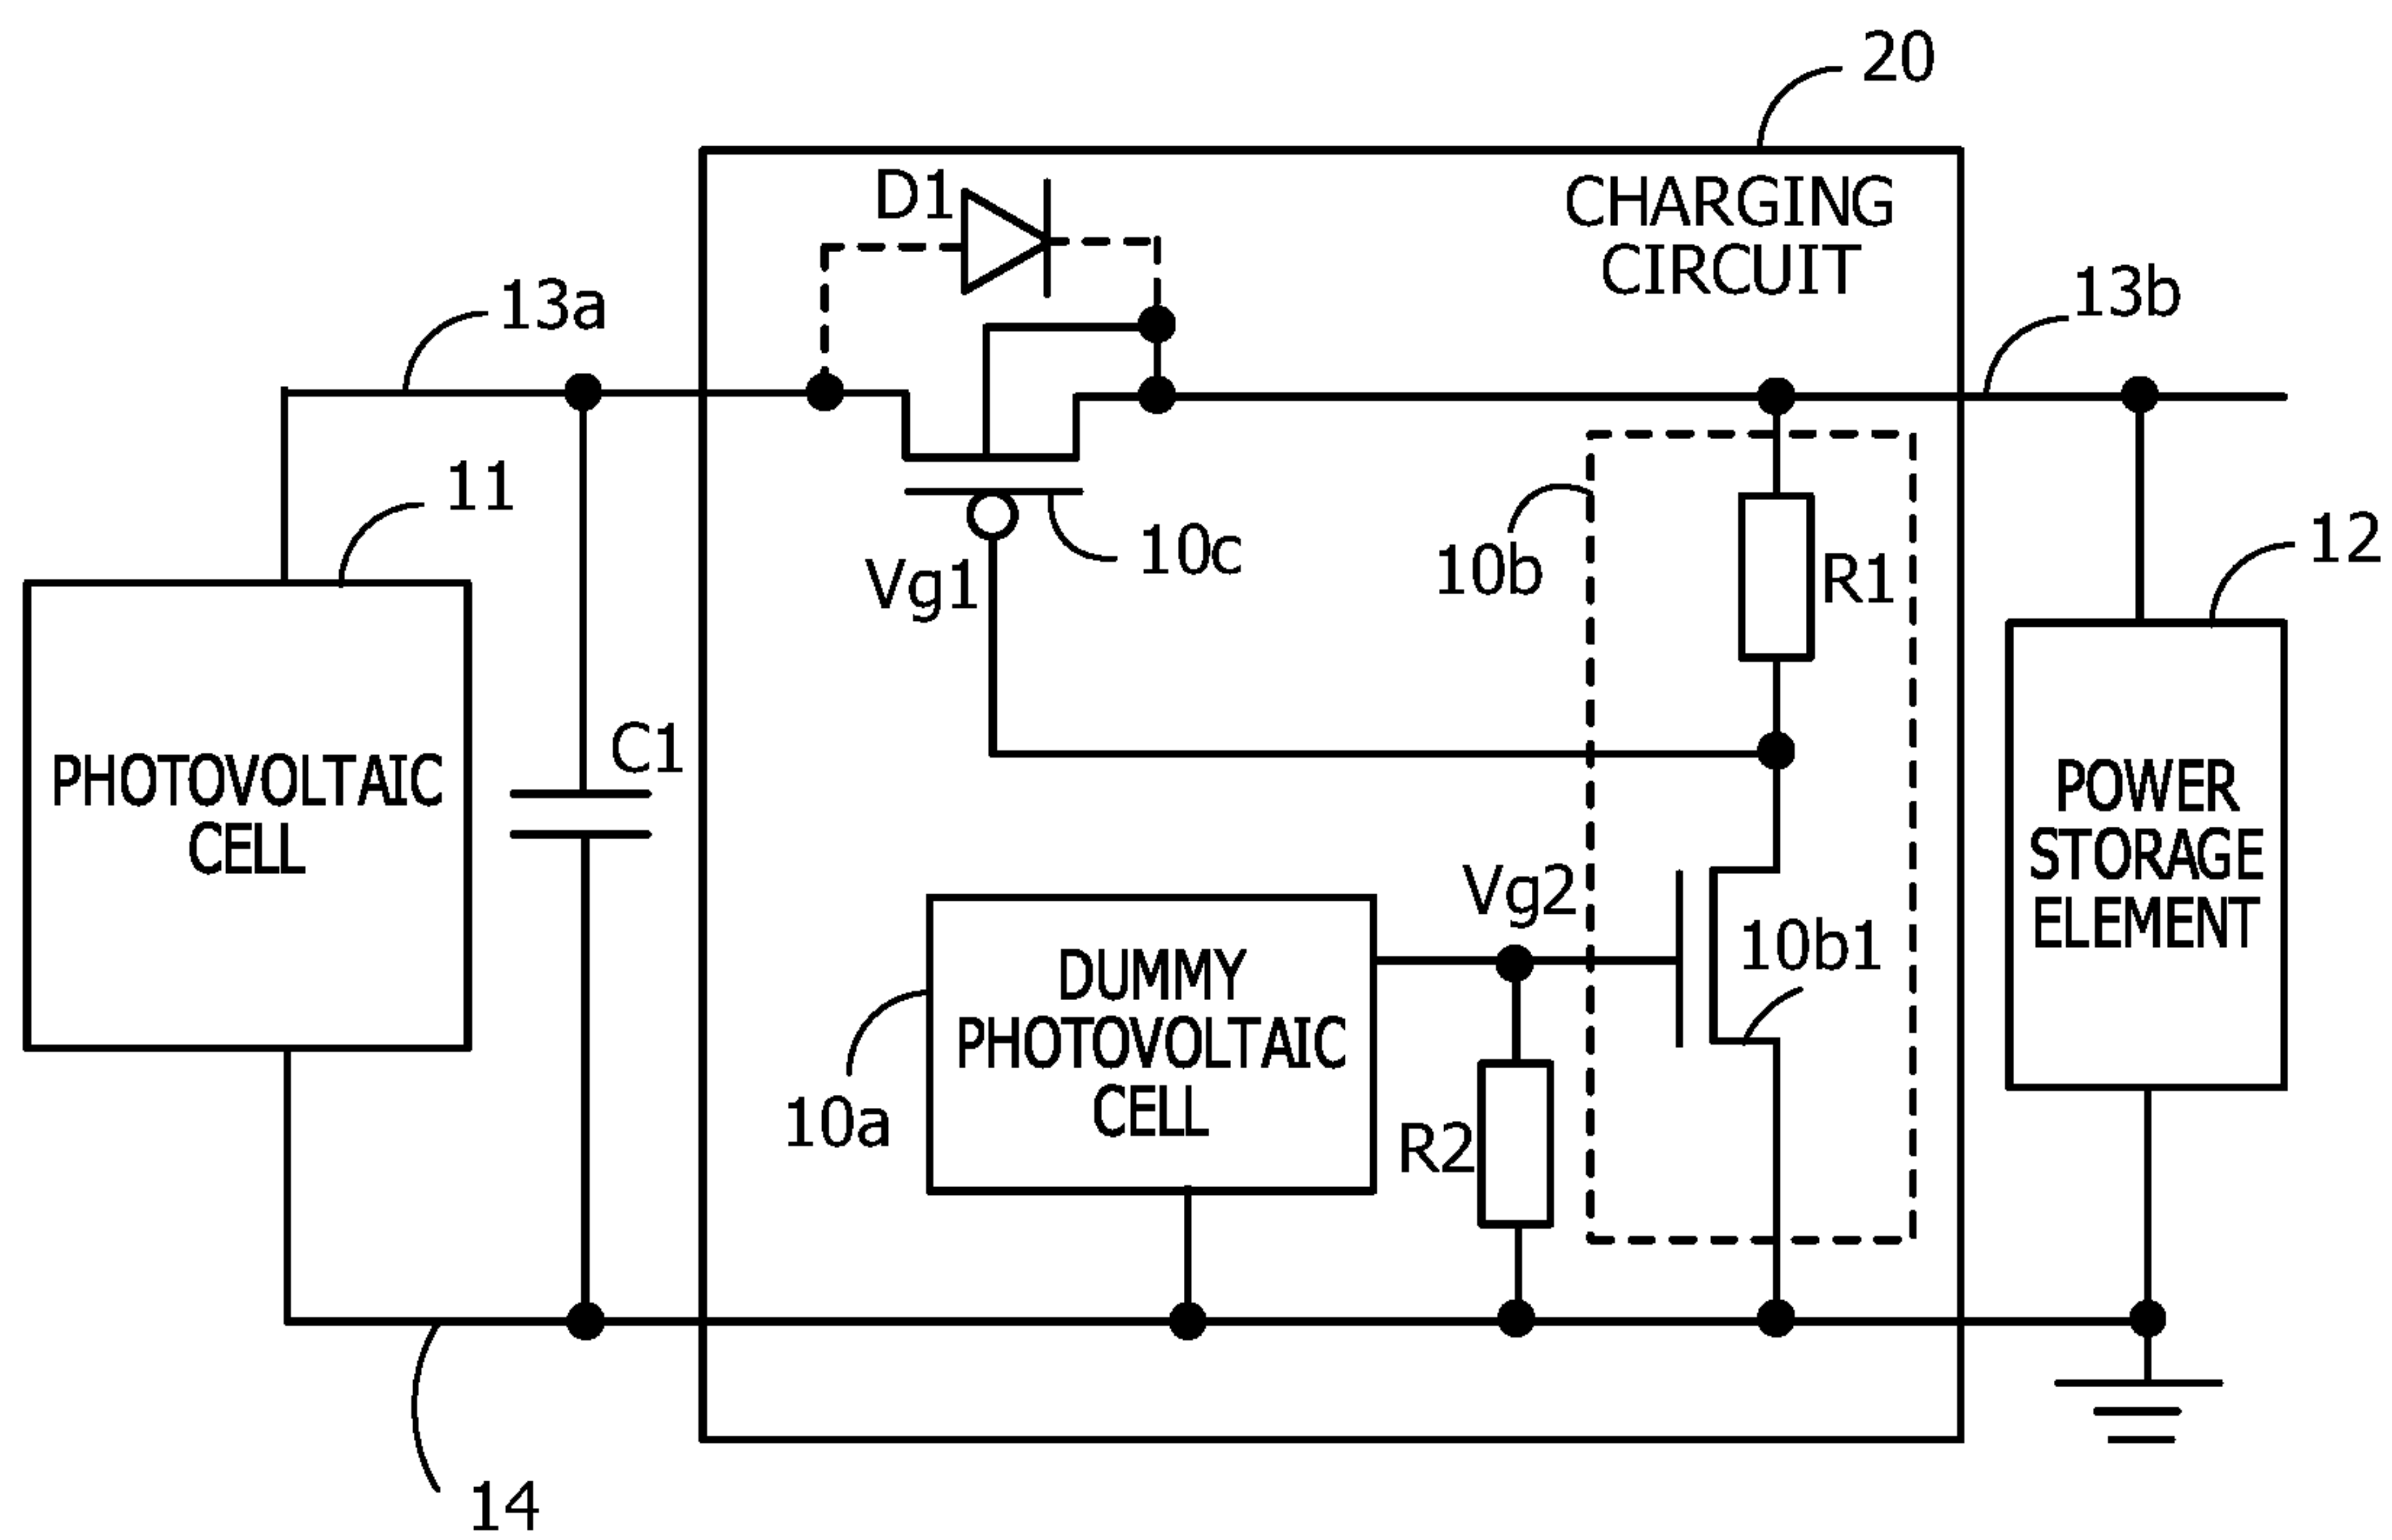 20
D1
CHARGING
CIRCUIT
13a
13b
11
10c
Vg1
10b
R1
12
C1
PHOTOVOLTAIC
CELL
POWER
STORAGE
ELEMENT
Vg2
10b1
DUMMY
PHOTOVOLTAIC
CELL
10a
R2
14